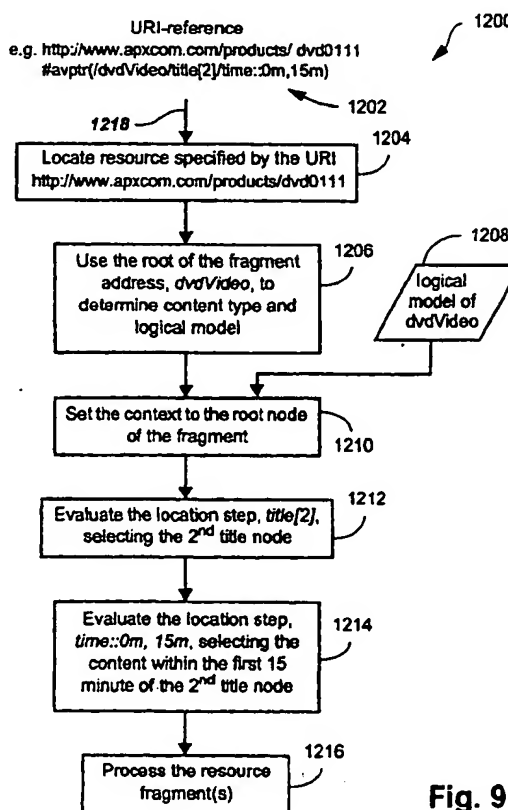 URI-reference
1200
e.g. http://www.apxcom.com/products/ dvd0111
#avptr(/dvdVideo/title[2]/time::0m,15m)
1202
1218
1204
Locate resource specified by the URI
http://www.apxcom.com/products/dvd0111
1206
Use the root of the fragment
address, dvdVideo, to
determine content type and
logical model
1208
logical
model of
dvdVideo
Set the context to the root node
of the fragment
1210
1212
Evaluate the location step, title[2],
selecting the 2nd title node
1214
Evaluate the location step,
time::0m, 15m, selecting the
content within the first 15
minute of the 2nd title node
1216
Process the resource
fragment(s)
Fig. 9